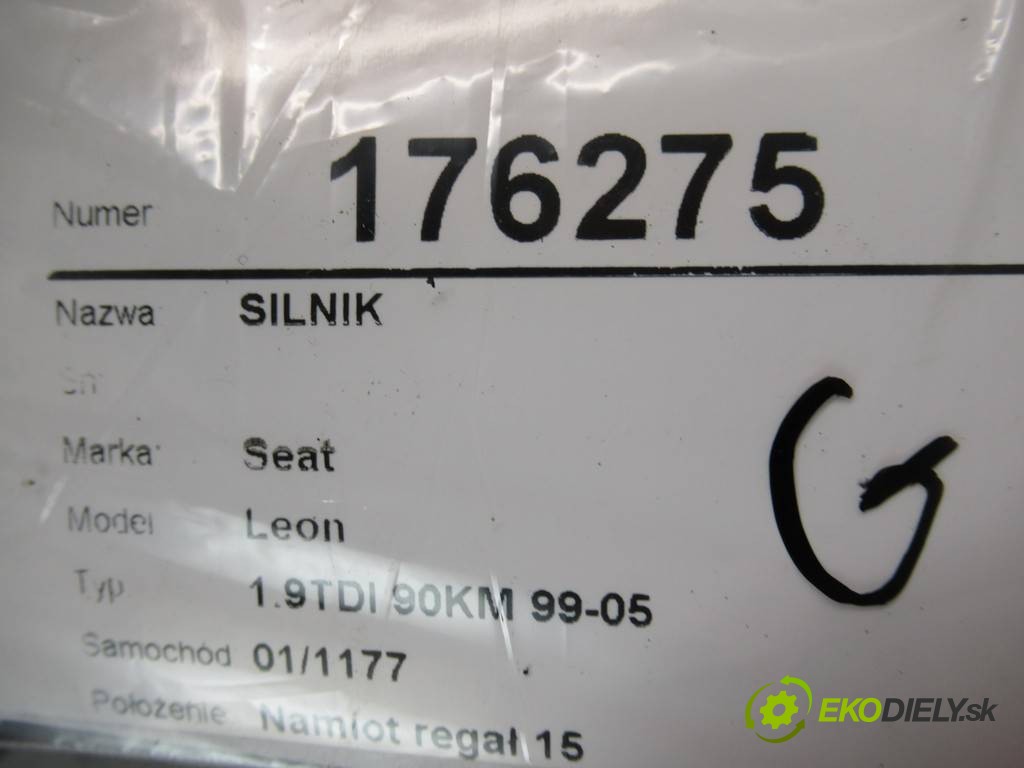 Numer 176275
Nazwa SILNIK
Sn
Marka Seat
Model Leon
Typ 1.9TDI 90KM 99-05
Samochód 01/1177
Położenie Namiot regał 15
G
EKODIELY.sk